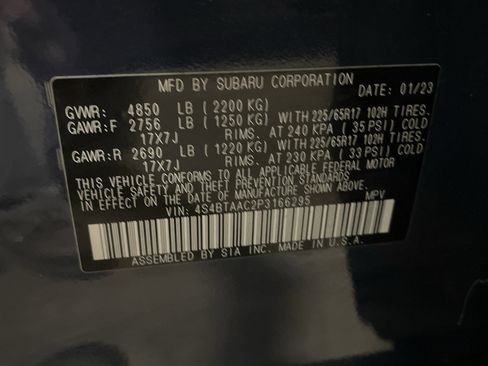 MFD BY SUBARU CORPORATION
DATE: 01/23
GVWR: 4850 LB ( 2200 KG)
GAWR:F 2756 LB ( 1250 KG) WITH 225/65R17 102H TIRES.
17X7J RIMS. AT 240 KPA ( 35 PSI) COLD
GAWR:R 2690 LB ( 1220 KG) WITH 225/65R17 102H TIRES.
17X7J RIMS. AT 230 KPA ( 33 PSI) COLD
THIS VEHICLE CONFORMS TO ALL APPLICABLE FEDERAL MOTOR
VEHICLE SAFETY, BUMPER, AND THEFT PREVENTION STANDARDS
IN EFFECT ON THE DATE OF MANUFACTURE SHOWN ABOVE.
VIN: 4S4BTAAC2P3166295 MPV
ASSEMBLED BY SIA INC. MADE IN U.S.A.